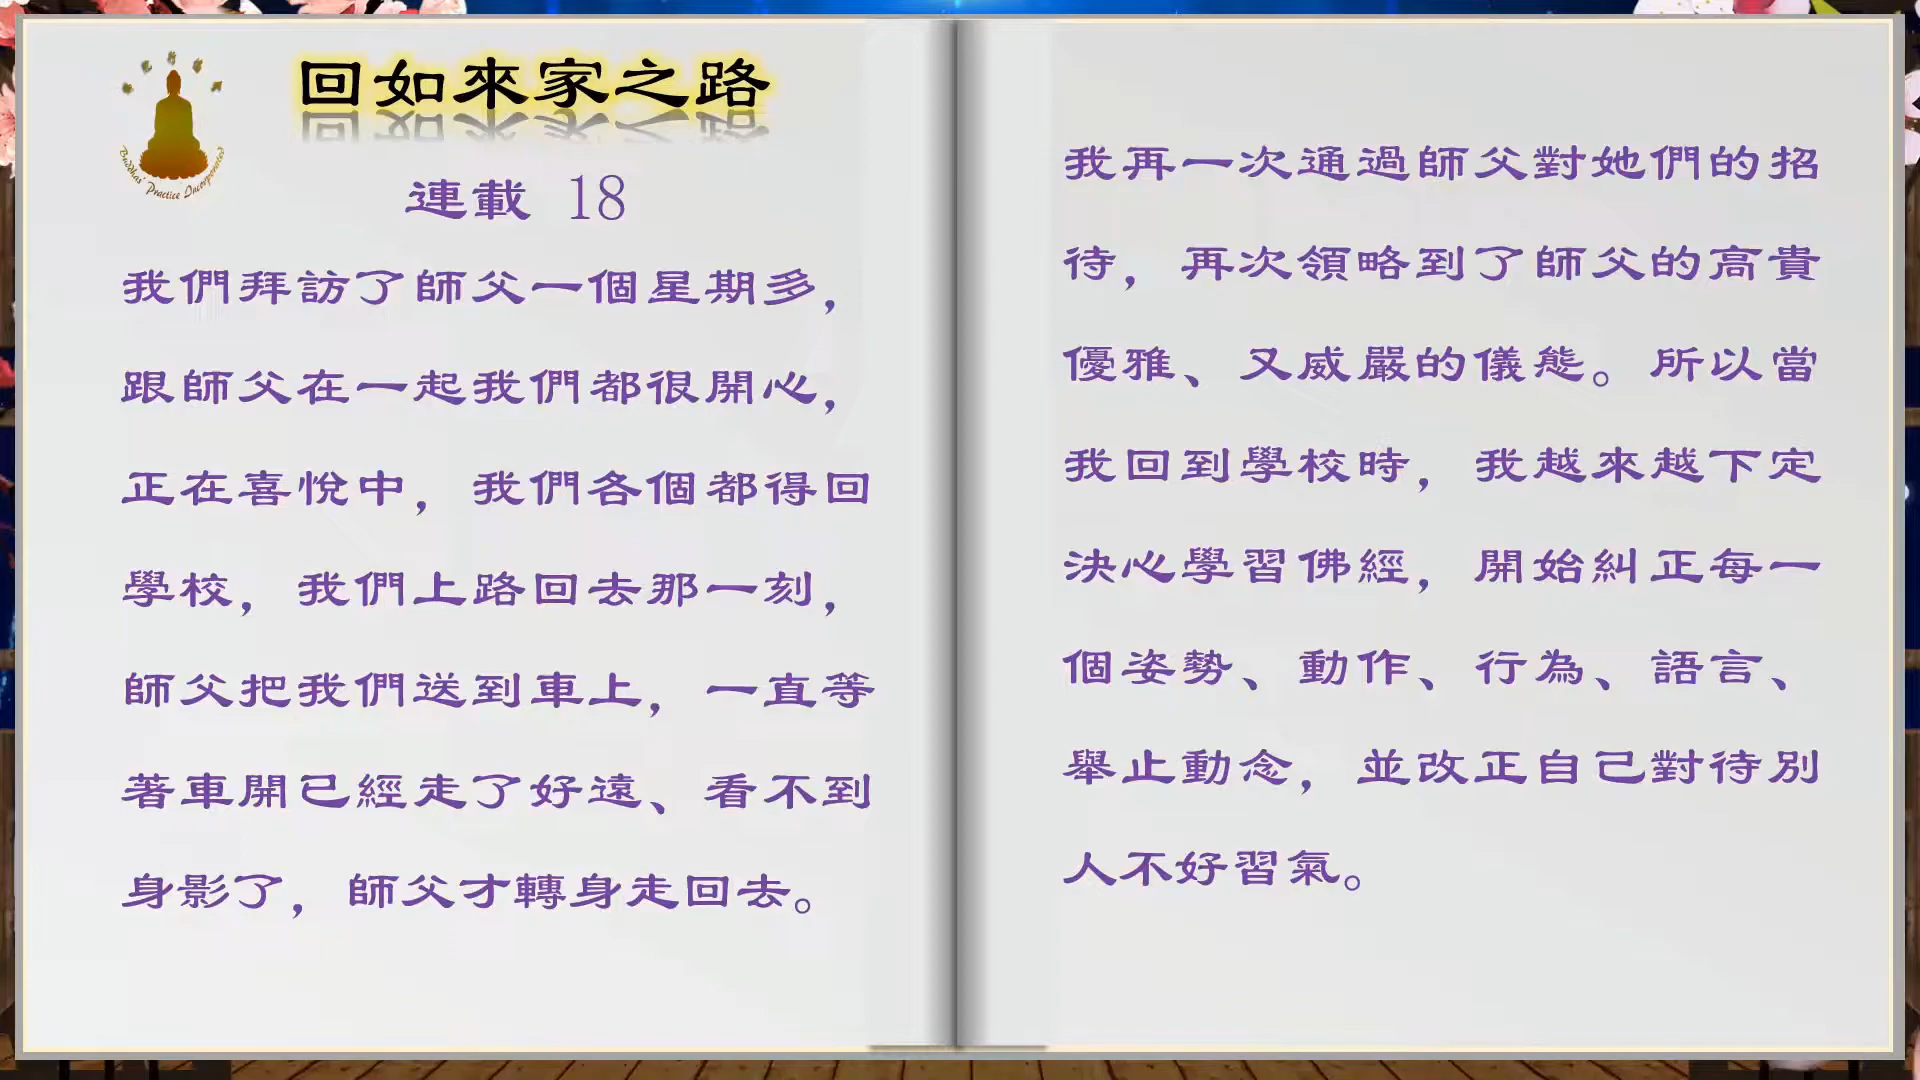 回如來家之路
Buddhas' Practice Incorporated
連載 18
我們拜訪了師父一個星期多，
跟師父在一起我們都很開心，
正在喜悅中，我們各個都得回
學校，我們上路回去那一刻，
師父把我們送到車上，一直等
著車開已經走了好遠、看不到
身影了，師父才轉身走回去。
我再一次通過師父對她們的招
待，再次領略到了師父的高貴
優雅、又威嚴的儀態。所以當
我回到學校時，我越來越下定
決心學習佛經，開始糾正每一
個姿勢、動作、行為、語言、
舉止動念，並改正自己對待別
人不好習氣。